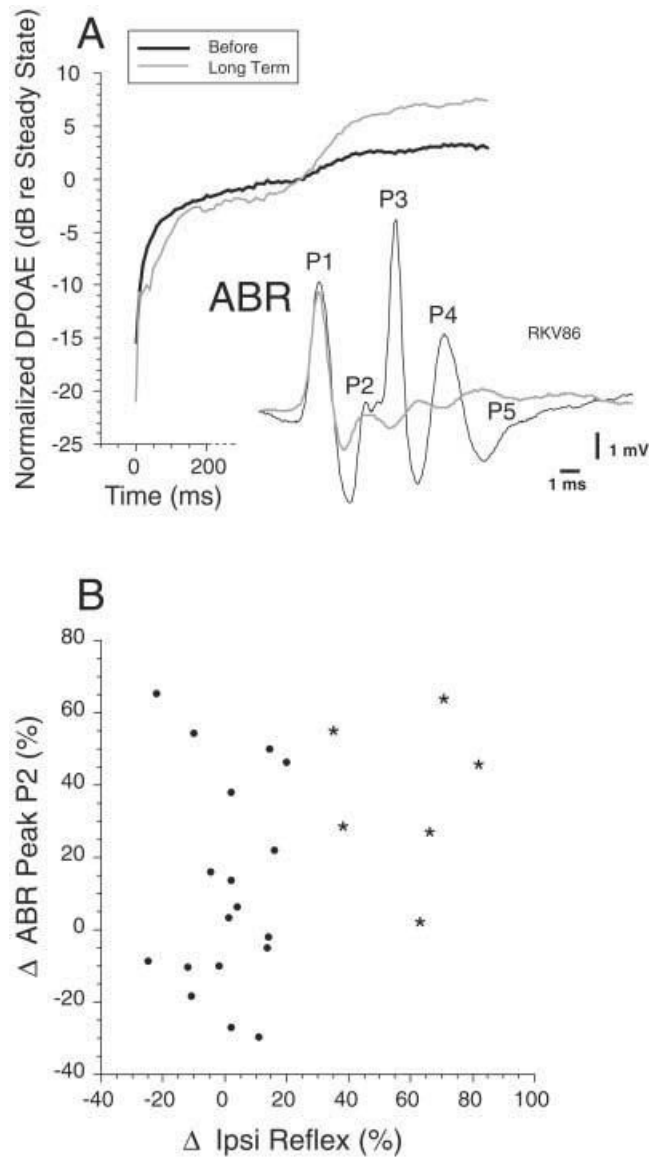 A
Before
Long Term
Normalized DPOAE (dB re Steady State)
10
5
0
-5
-10
-15
-20
-25
0 200
Time (ms)
ABR
P1
P2
P3
P4
P5
RKV86
1 mV
1 ms
B
Δ ABR Peak P2 (%)
80
60
40
20
0
-20
-40
-40 -20 0 20 40 60 80 100
Δ Ipsi Reflex (%)